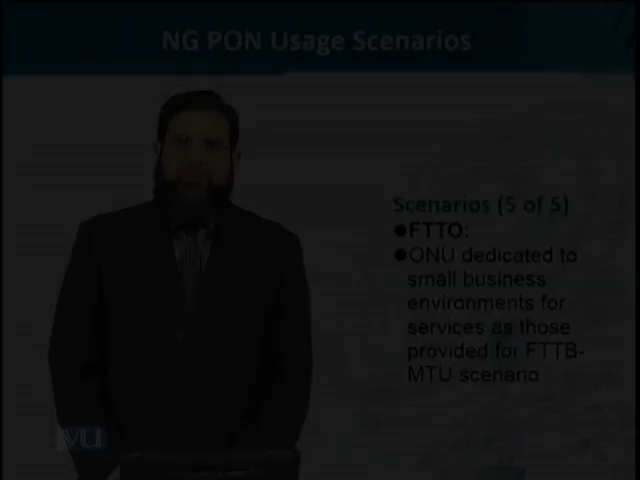 NG PON Usage Scenarios
Scenarios (5 of 5)
●FTTO:
●ONU dedicated to
small business
environments for
services as those
provided for FTTB-
MTU scenario
VU